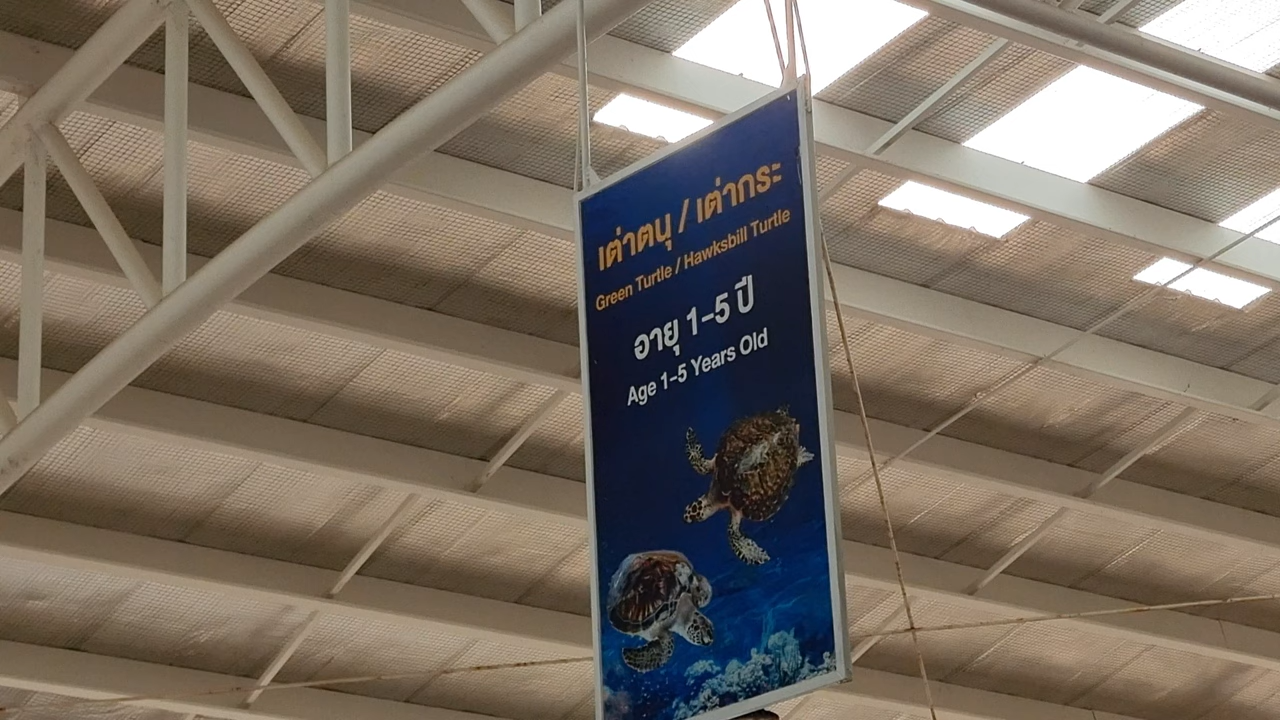 เต่าตนุ / เต่ากระ
Green Turtle / Hawksbill Turtle
อายุ 1-5 ปี
Age 1-5 Years Old